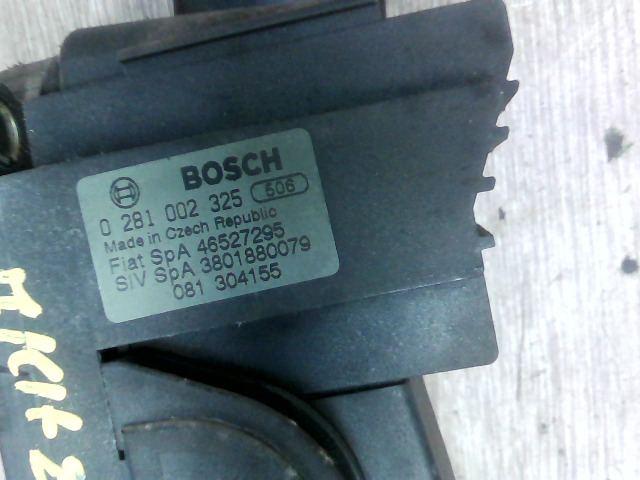 BOSCH
0 281 002 325 506
Made in Czech Republic
Fiat SpA 46527295
SIV SpA 3801880079
081 304155